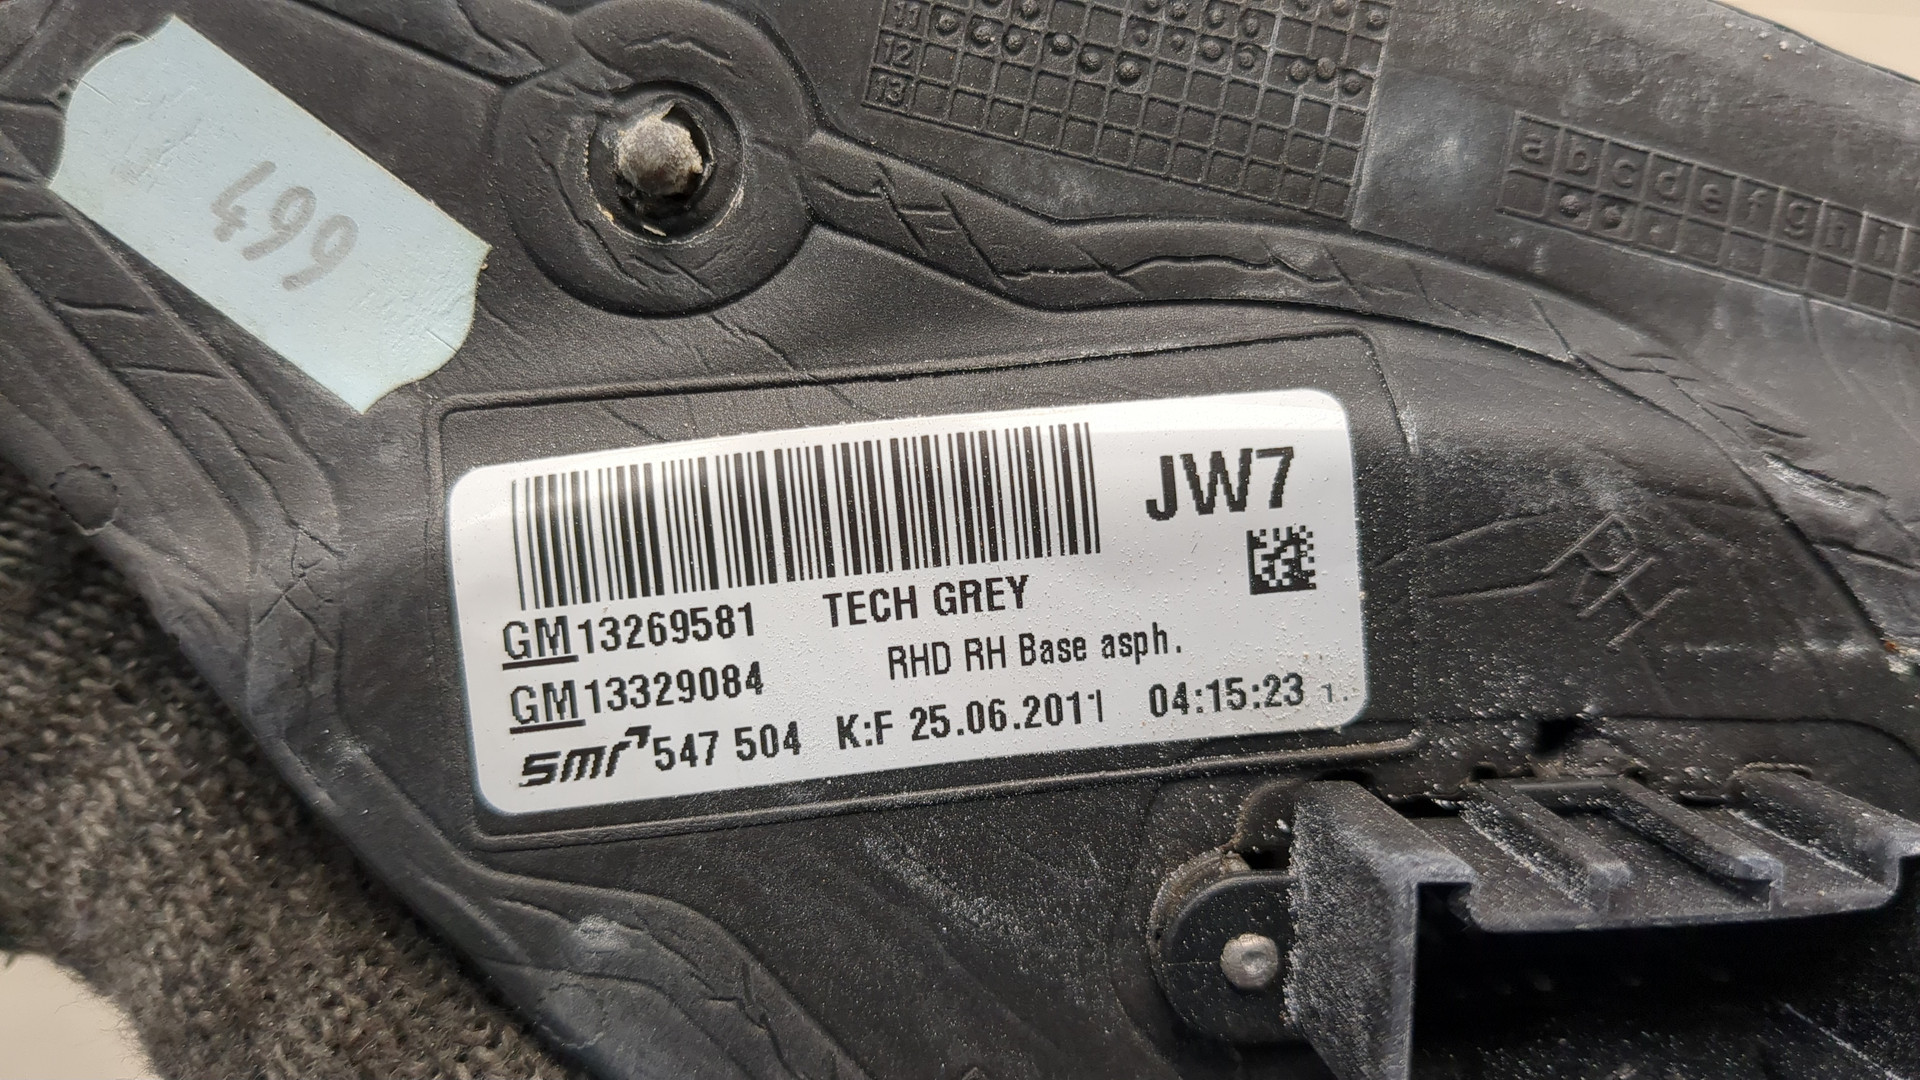 11
12
13
a b c d e f g h i
499
JW7
GM13269581 TECH GREY
GM13329084 RHD RH Base asph.
smr 547 504 K:F 25.06.2011 04:15:23 1.
RH